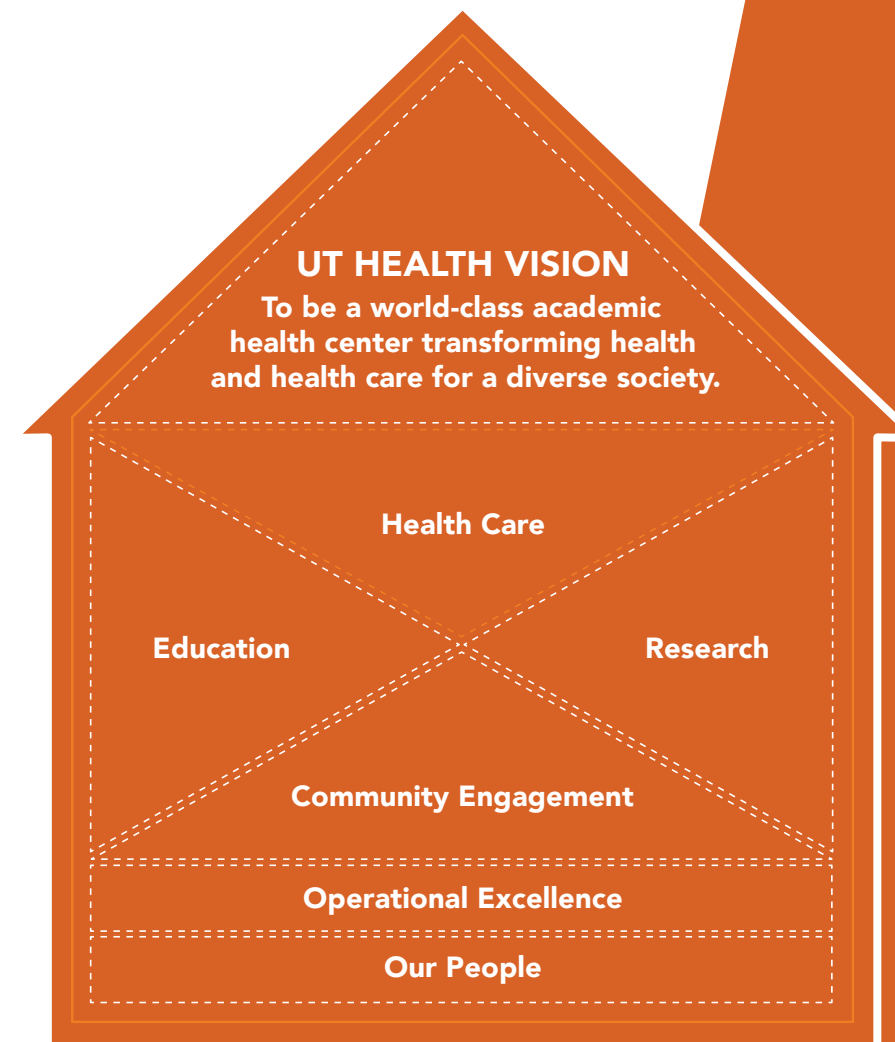 UT HEALTH VISION
To be a world-class academic
health center transforming health
and health care for a diverse society.
Health Care
Education
Research
Community Engagement
Operational Excellence
Our People